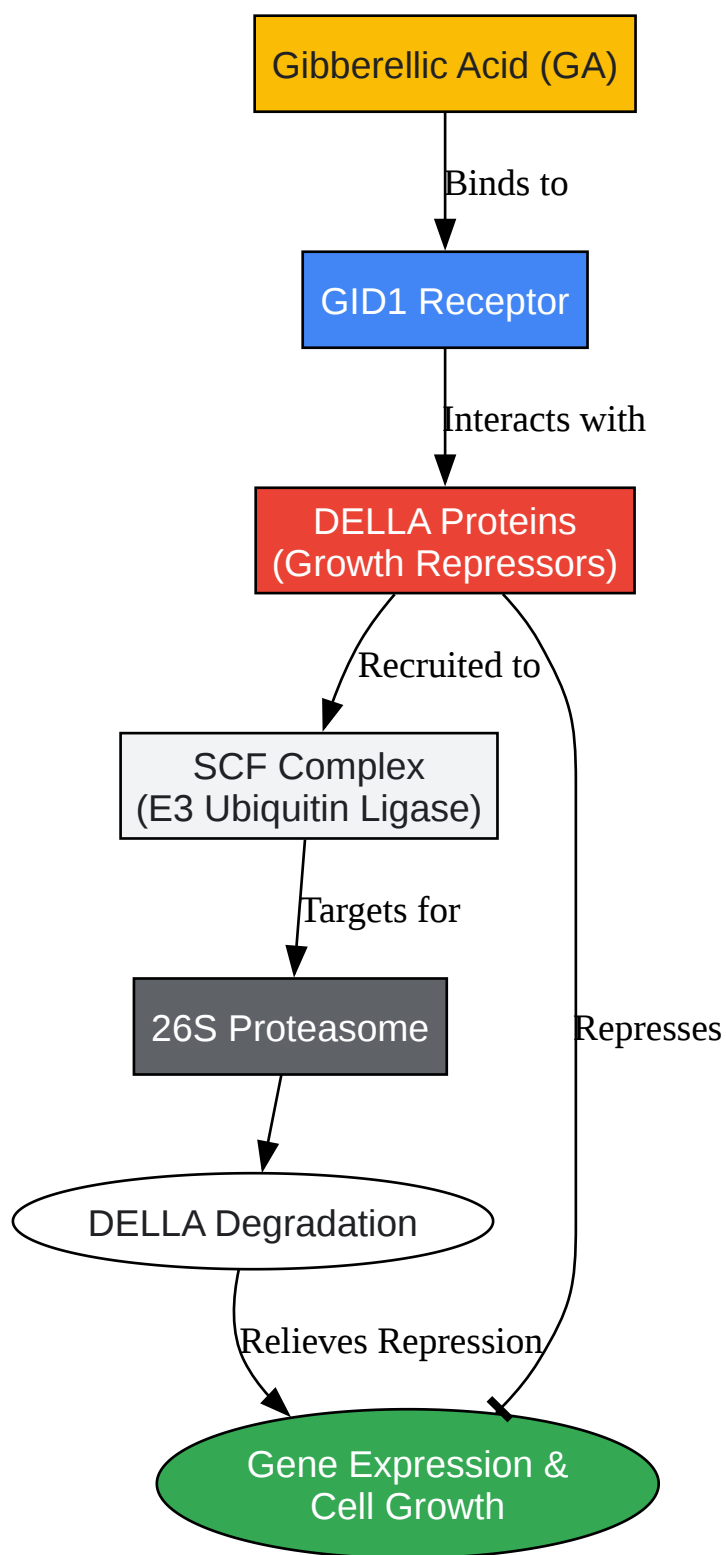 Gibberellic Acid (GA)
Binds to
GID1 Receptor
Interacts with
DELLA Proteins
(Growth Repressors)
Recruited to
SCF Complex
(E3 Ubiquitin Ligase)
Targets for
26S Proteasome
Represses
DELLA Degradation
Relieves Repression
Gene Expression &
Cell Growth